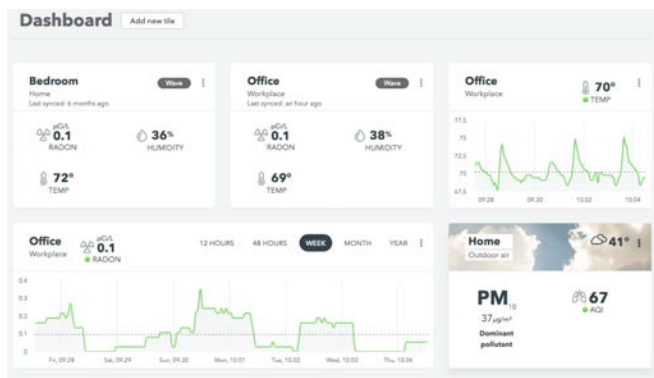 Dashboard
Add new tile
Bedroom
Wave
Home
Last synced: 6 months ago
pCi/L
0.1
RADON
36%
HUMIDITY
72°
TEMP
Office
Wave
Workplace
Last synced: an hour ago
pCi/L
0.1
RADON
38%
HUMIDITY
69°
TEMP
Office
Workplace
70°
TEMP
77.5
75
72.5
70
67.5
09.28 09.30 10.02 10.04
Office
Workplace
pCi/L
0.1
RADON
12 HOURS 48 HOURS WEEK MONTH YEAR
0.4
0.3
0.2
0.1
0
Fri, 09.28 Sat, 09.29 Sun, 09.30 Mon, 10.01 Tue, 10.02 Wed, 10.03 Thu, 10.04
Home
Outdoor air
41°
PM10
37 µg/m³
Dominant
pollutant
67
AQI